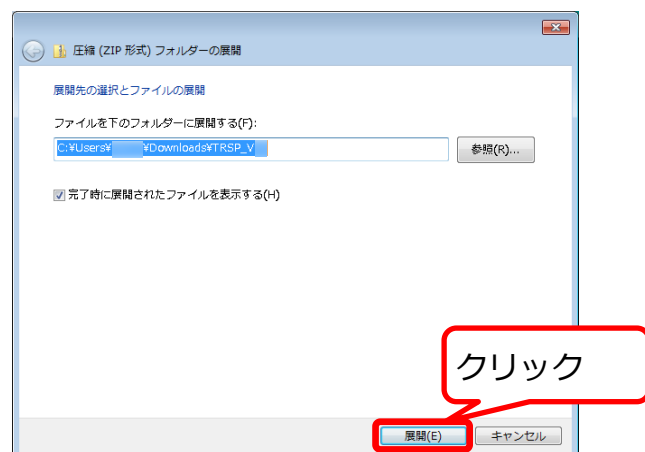 圧縮 (ZIP 形式) フォルダーの展開
展開先の選択とファイルの展開
ファイルを下のフォルダーに展開する(F):
C:¥Users¥ ¥Downloads¥TRSP_V
参照(R)...
完了時に展開されたファイルを表示する(H)
クリック
展開(E)
キャンセル